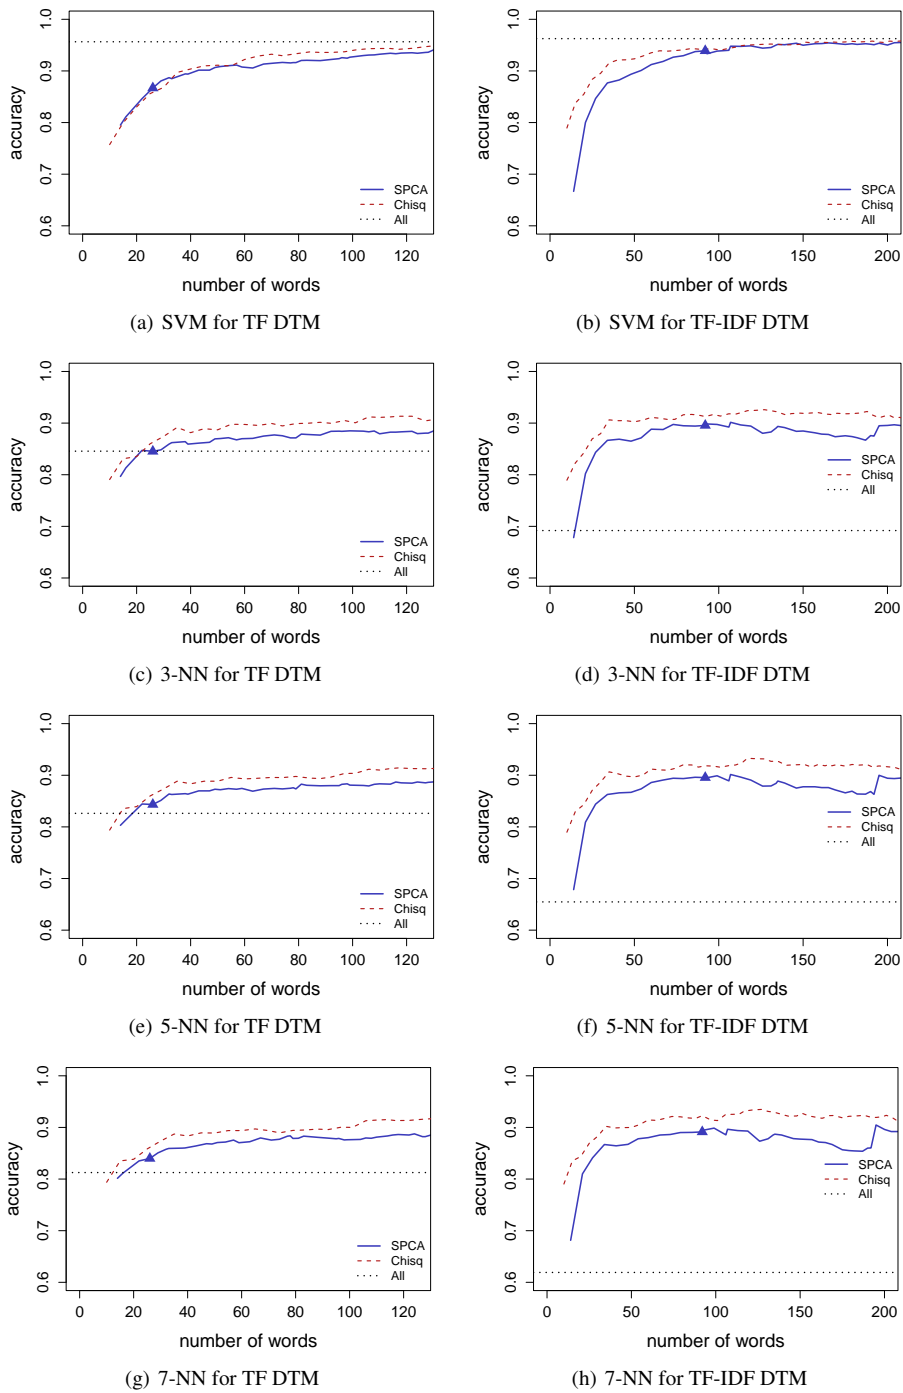 1.0
0.9
0.8
0.7
0.6
accuracy
SPCA
Chisq
All
0 20 40 60 80 100 120
number of words
(a) SVM for TF DTM
1.0
0.9
0.8
0.7
0.6
accuracy
SPCA
Chisq
All
0 50 100 150 200
number of words
(b) SVM for TF-IDF DTM
1.0
0.9
0.8
0.7
0.6
accuracy
SPCA
Chisq
All
0 20 40 60 80 100 120
number of words
(c) 3-NN for TF DTM
1.0
0.9
0.8
0.7
0.6
accuracy
SPCA
Chisq
All
0 50 100 150 200
number of words
(d) 3-NN for TF-IDF DTM
1.0
0.9
0.8
0.7
0.6
accuracy
SPCA
Chisq
All
0 20 40 60 80 100 120
number of words
(e) 5-NN for TF DTM
1.0
0.9
0.8
0.7
0.6
accuracy
SPCA
Chisq
All
0 50 100 150 200
number of words
(f) 5-NN for TF-IDF DTM
1.0
0.9
0.8
0.7
0.6
accuracy
SPCA
Chisq
All
0 20 40 60 80 100 120
number of words
(g) 7-NN for TF DTM
1.0
0.9
0.8
0.7
0.6
accuracy
SPCA
Chisq
All
0 50 100 150 200
number of words
(h) 7-NN for TF-IDF DTM